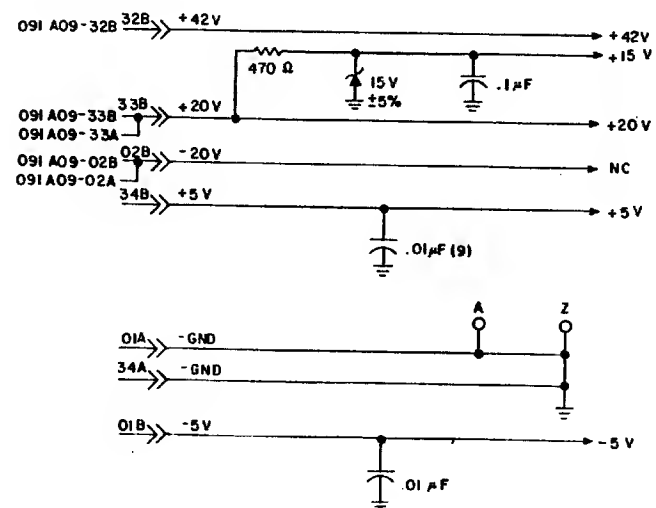 091 A09-32B 32B +42V
+42V
+15 V
470 Ω
15V
±5%
.1µF
091 A09-33B 33B +20V
+20V
091 A09-33A
091 A09-02B 02B -20V
NC
091 A09-02A
34B +5V
+5V
.01µF (9)
A Z
01A -GND
34A -GND
01B -5V
-5V
.01 µF